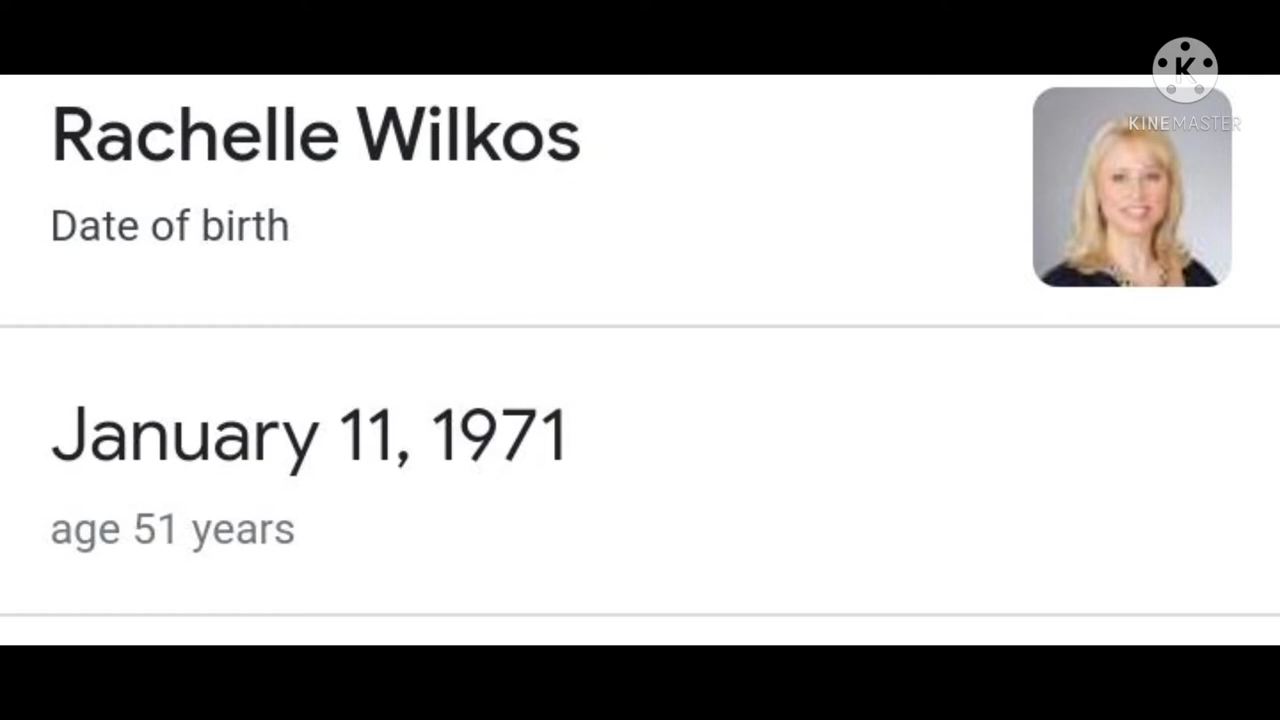 Rachelle Wilkos
Date of birth
K
KINEMASTER
January 11, 1971
age 51 years